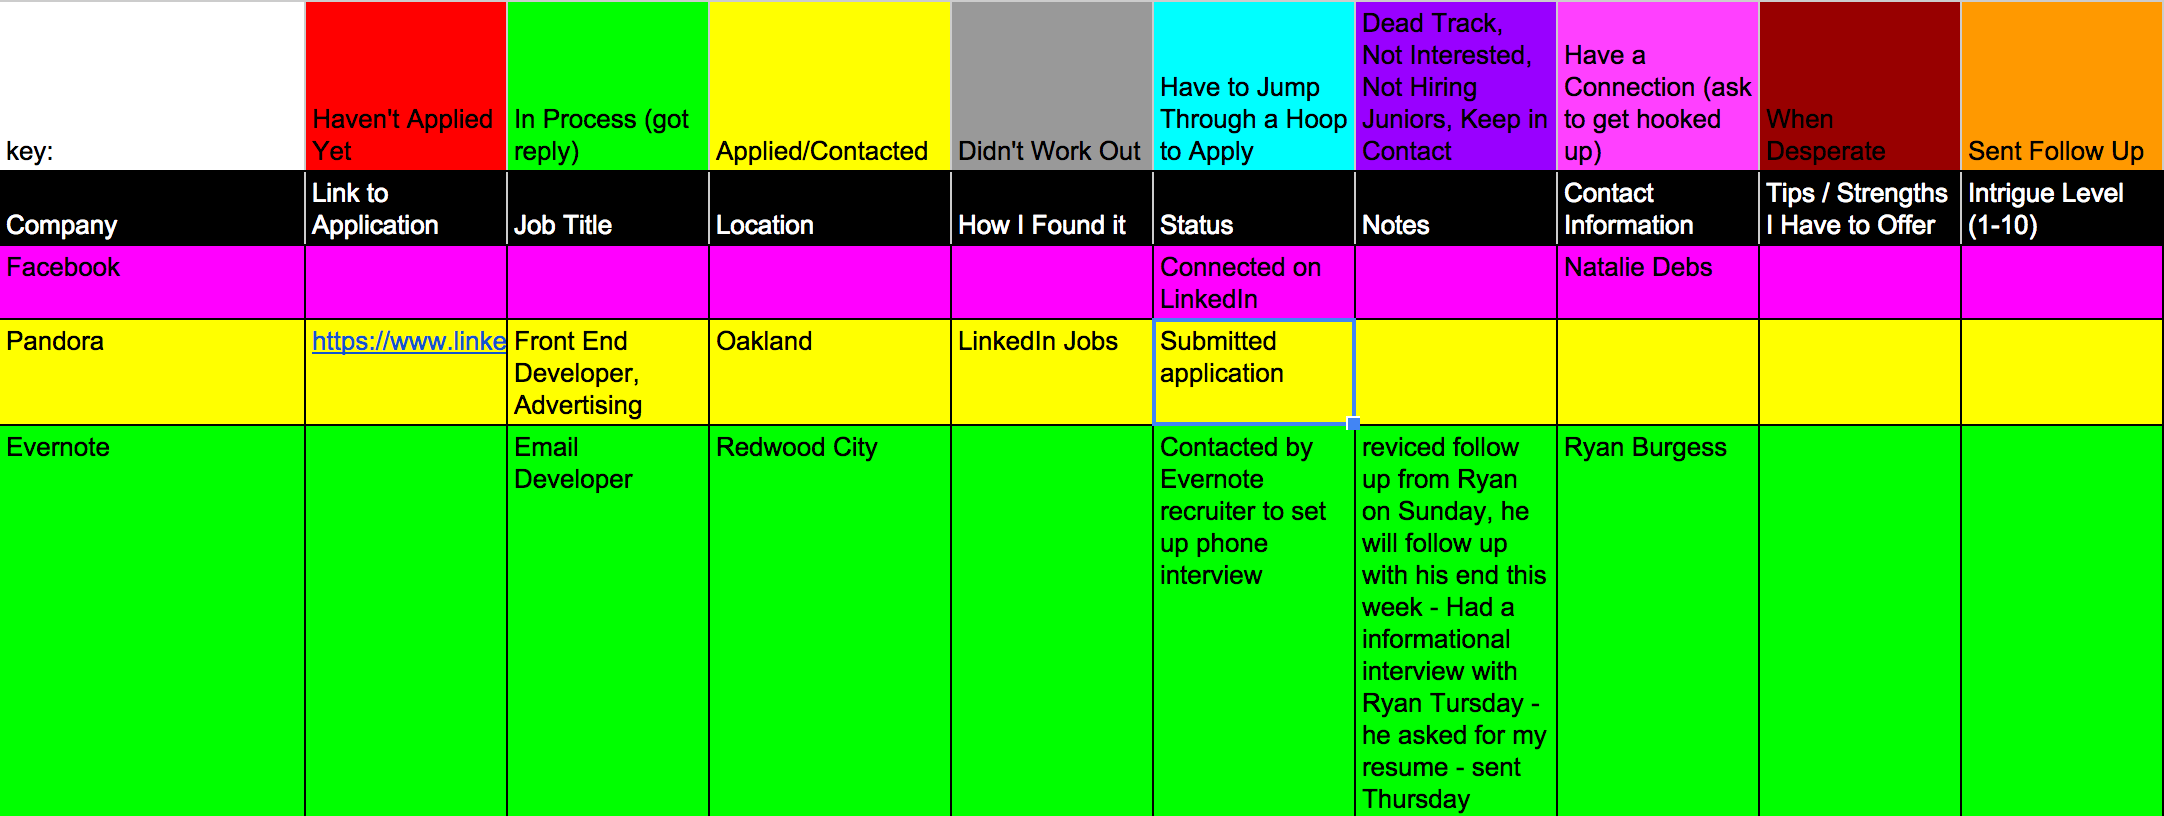 key:
Haven't Applied
Yet
In Process (got
reply)
Applied/Contacted
Didn't Work Out
Have to Jump
Through a Hoop
to Apply
Dead Track,
Not Interested,
Not Hiring
Juniors, Keep in
Contact
Have a
Connection (ask
to get hooked
up)
When
Desperate
Sent Follow Up
Company
Link to
Application
Job Title
Location
How I Found it
Status
Notes
Contact
Information
Tips / Strengths
I Have to Offer
Intrigue Level
(1-10)
Facebook
Connected on
LinkedIn
Natalie Debs
Pandora
https://www.linke
Front End
Developer,
Advertising
Oakland
LinkedIn Jobs
Submitted
application
Evernote
Email
Developer
Redwood City
Contacted by
Evernote
recruiter to set
up phone
interview
reviced follow
up from Ryan
on Sunday, he
will follow up
with his end this
week - Had a
informational
interview with
Ryan Tursday -
he asked for my
resume - sent
Thursday
Ryan Burgess